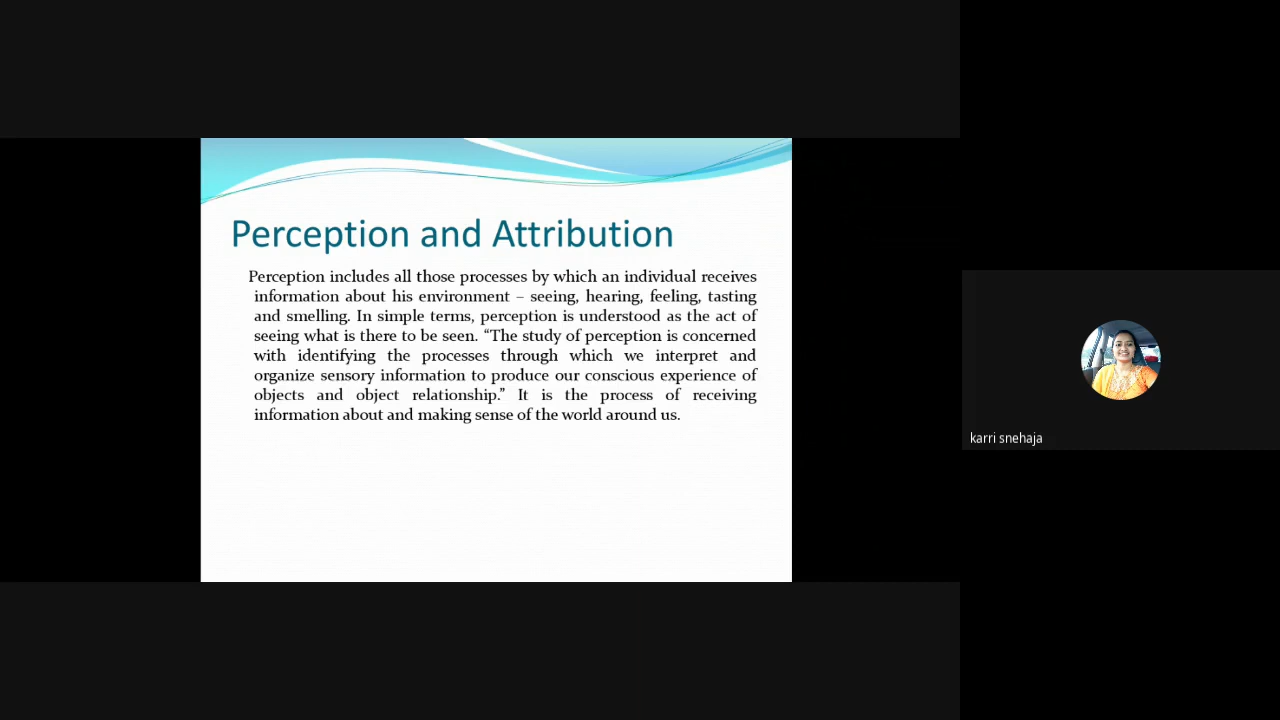 Perception and Attribution
Perception includes all those processes by which an individual receives
information about his environment – seeing, hearing, feeling, tasting
and smelling. In simple terms, perception is understood as the act of
seeing what is there to be seen. “The study of perception is concerned
with identifying the processes through which we interpret and
organize sensory information to produce our conscious experience of
objects and object relationship.” It is the process of receiving
information about and making sense of the world around us.
karri snehaja